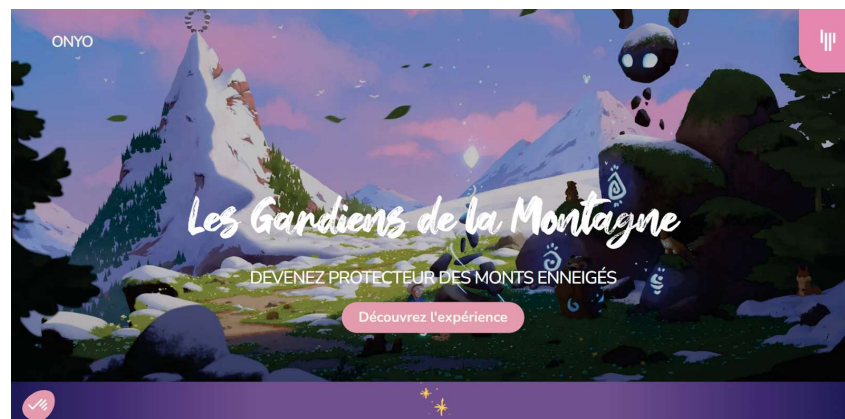 ONYO
Les Gardiens de la Montagne
DEVENEZ PROTECTEUR DES MONTS ENNEIGÉS
Découvrez l'expérience